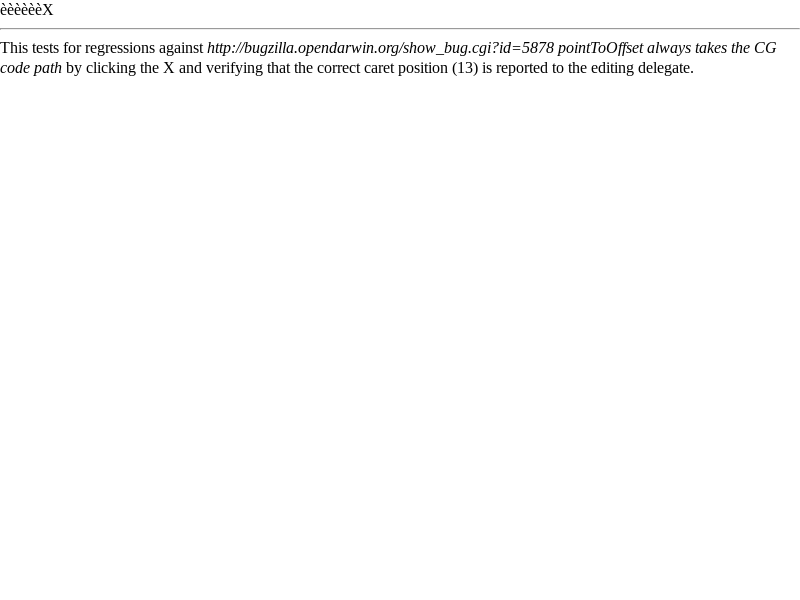 èèèèèèX
This tests for regressions against http://bugzilla.opendarwin.org/show_bug.cgi?id=5878 pointToOffset always takes the CG
code path by clicking the X and verifying that the correct caret position (13) is reported to the editing delegate.